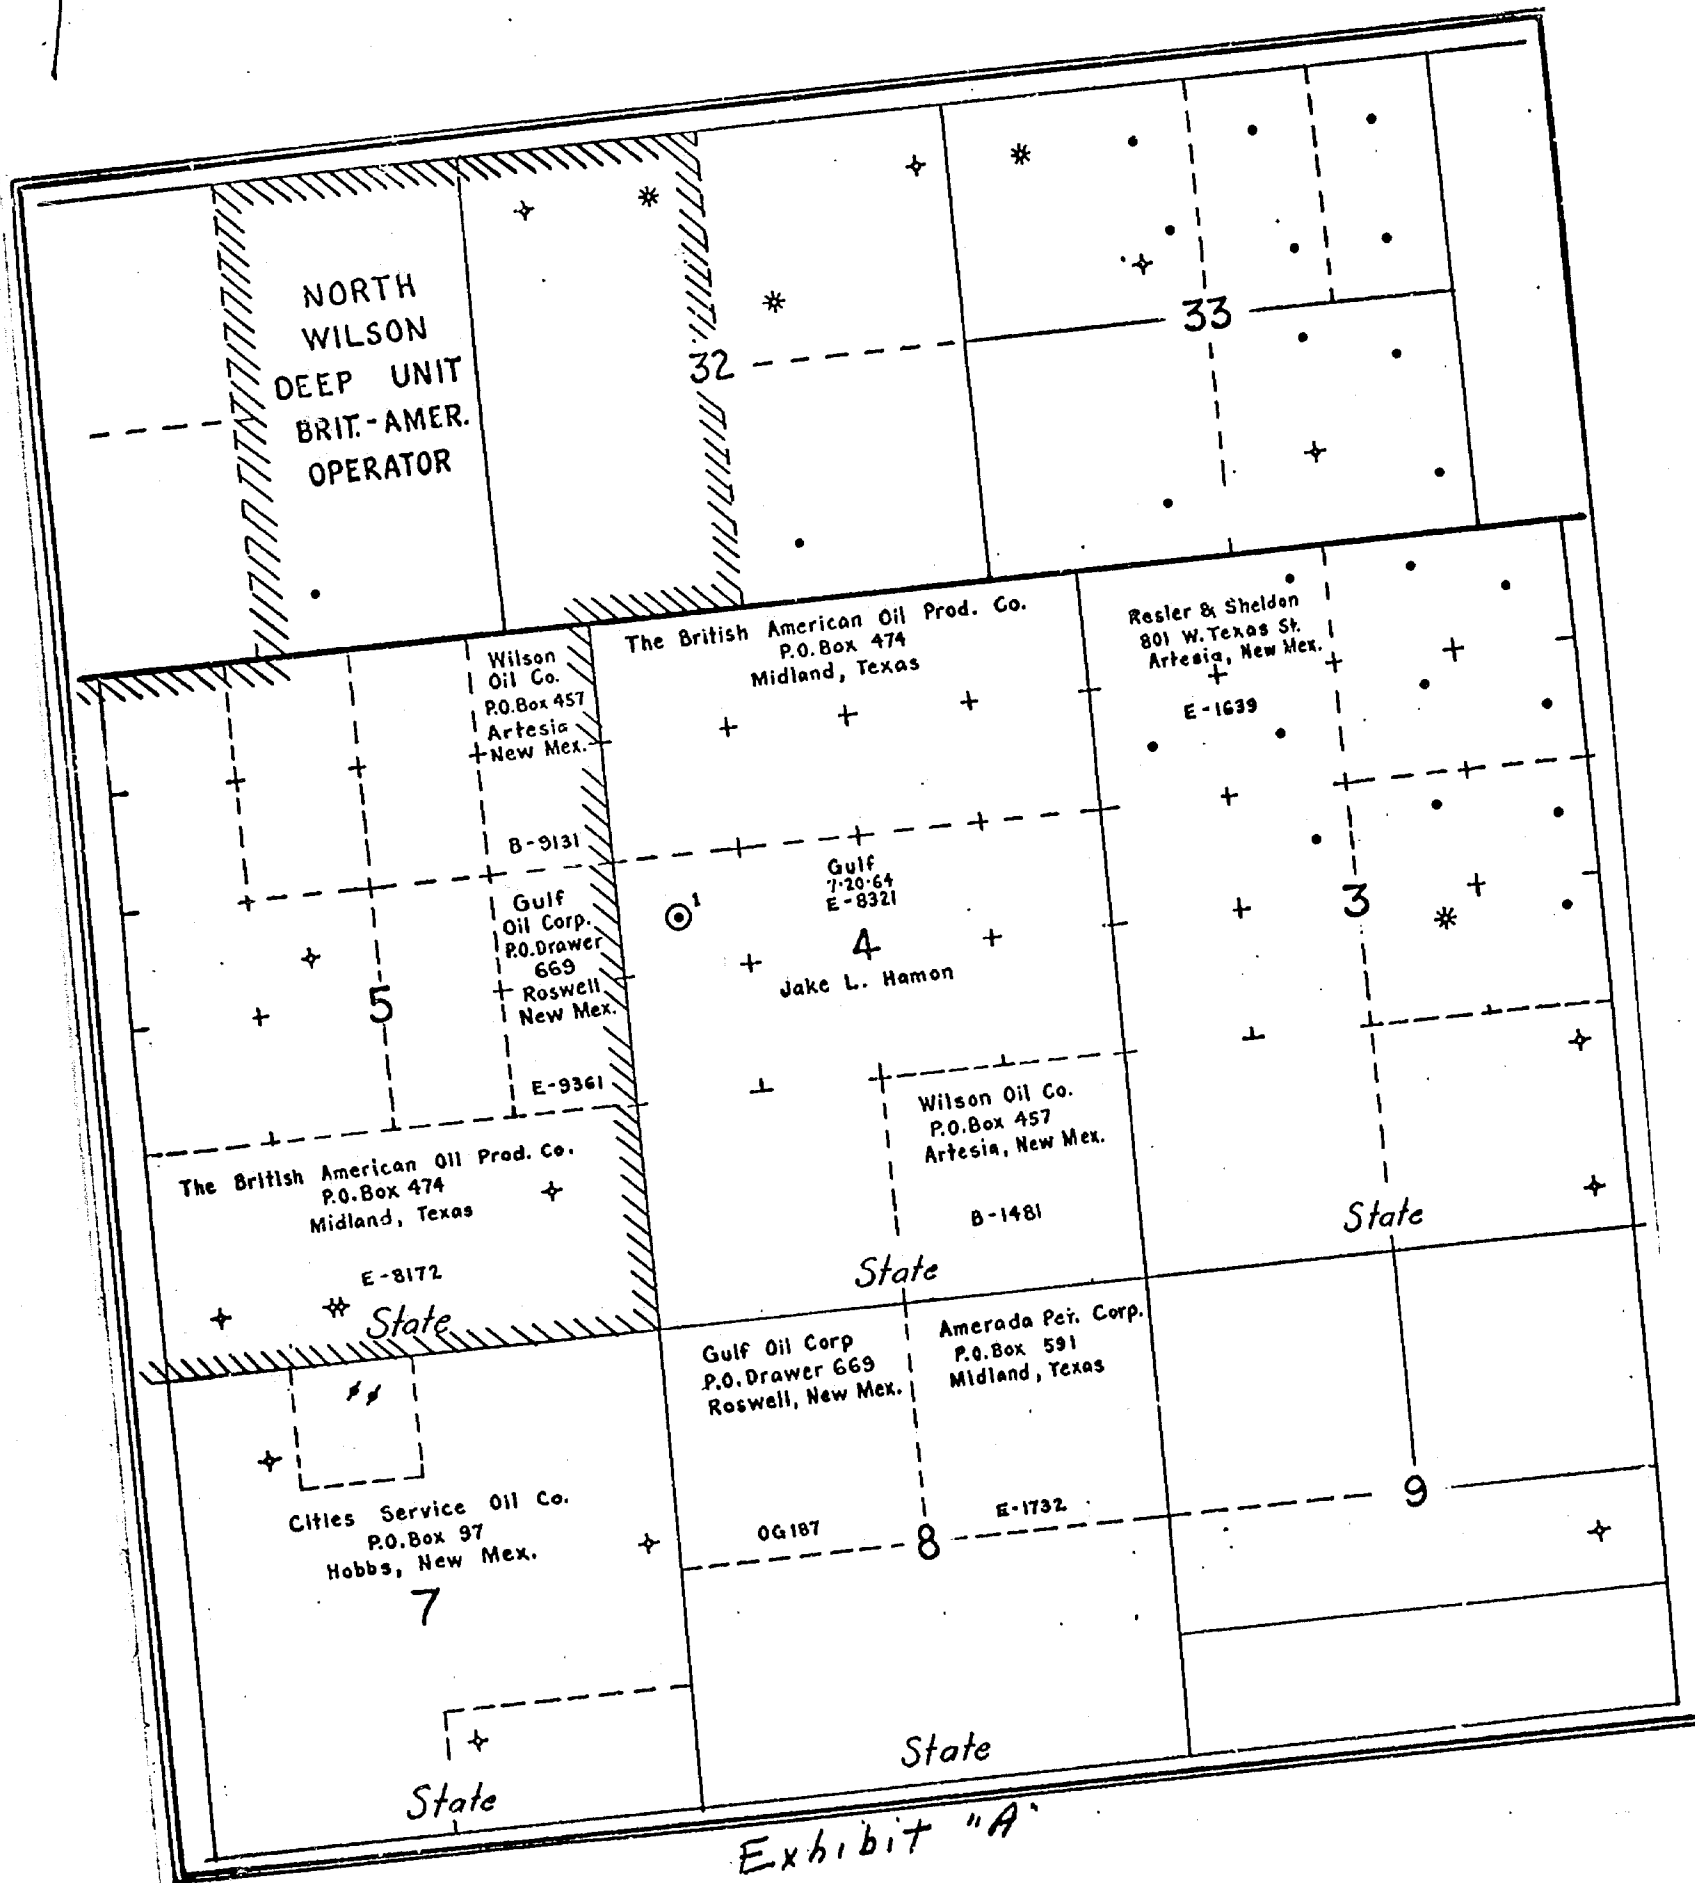 NORTH
WILSON
DEEP UNIT
BRIT.-AMER.
OPERATOR
32
33
Wilson
Oil Co.
P.O.Box 457
Artesia
New Mex.
B-9131
The British American Oil Prod. Co.
P.O.Box 474
Midland, Texas
Resler & Sheldon
801 W.Texas St.
Artesia, New Mex.
E-1639
Gulf
Oil Corp.
P.O.Drawer
669
Roswell
New Mex.
E-9361
5
1
Gulf
7-20-64
E-8321
4
Jake L. Hamon
3
The British American Oil Prod. Co.
P.O.Box 474
Midland, Texas
E-8172
State
Wilson Oil Co.
P.O.Box 457
Artesia, New Mex.
B-1481
State
State
Cities Service Oil Co.
P.O.Box 97
Hobbs, New Mex.
7
State
Gulf Oil Corp
P.O.Drawer 669
Roswell, New Mex.
OG187
Amerada Pet. Corp.
P.O.Box 591
Midland, Texas
E-1732
8
State
9
Exhibit "A"